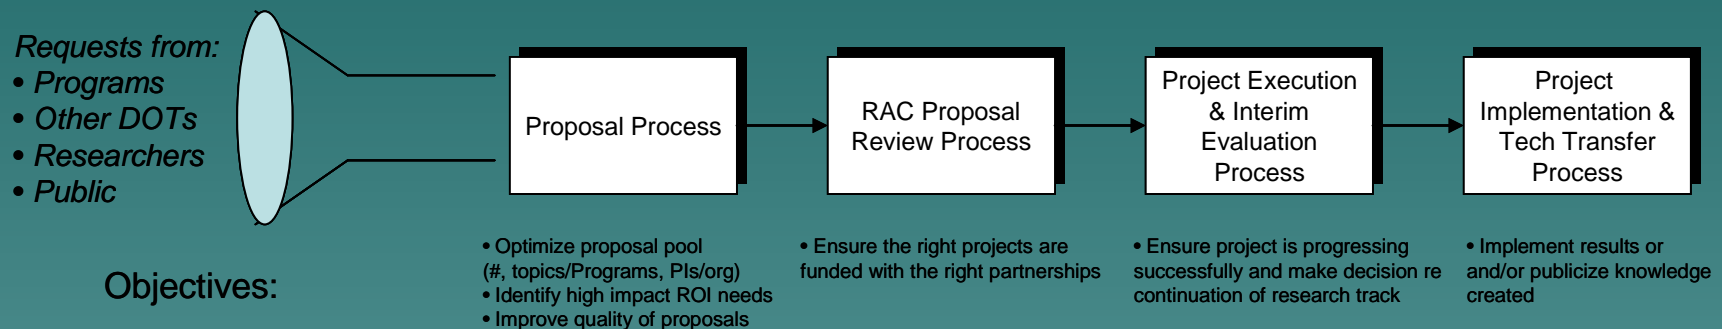 Requests from:
• Programs
• Other DOTs
• Researchers
• Public
Proposal Process
RAC Proposal
Review Process
Project Execution
& Interim
Evaluation
Process
Project
Implementation &
Tech Transfer
Process
Objectives:
• Optimize proposal pool
(#, topics/Programs, PIs/org)
• Identify high impact ROI needs
• Improve quality of proposals
• Ensure the right projects are
funded with the right partnerships
• Ensure project is progressing
successfully and make decision re
continuation of research track
• Implement results or
and/or publicize knowledge
created